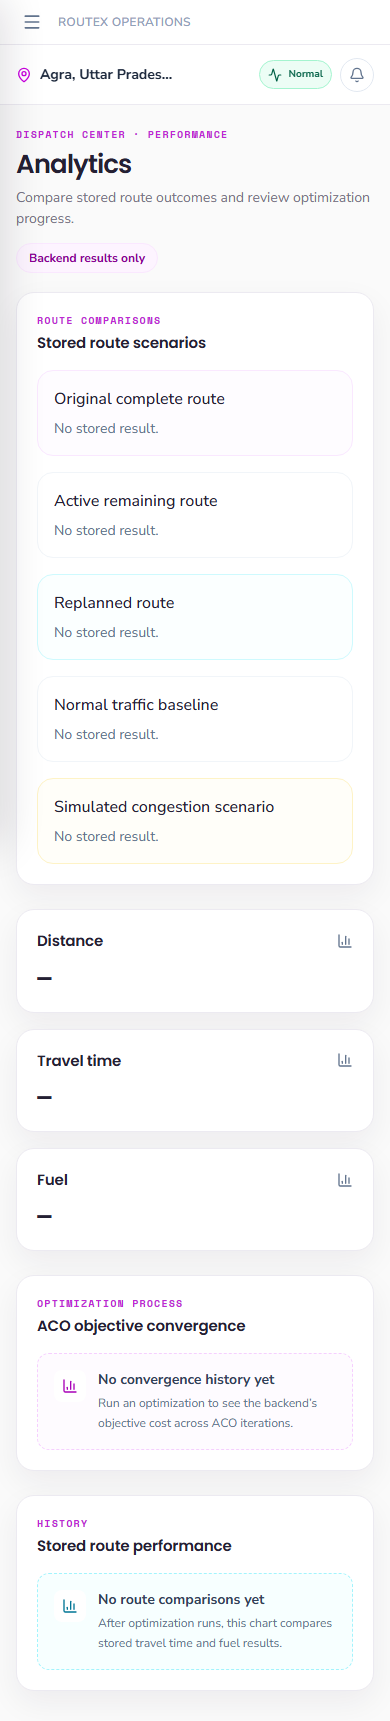 ROUTEX OPERATIONS
Agra, Uttar Prades...
Normal
DISPATCH CENTER · PERFORMANCE
Analytics
Compare stored route outcomes and review optimization
progress.
Backend results only
ROUTE COMPARISONS
Stored route scenarios
Original complete route
No stored result.
Active remaining route
No stored result.
Replanned route
No stored result.
Normal traffic baseline
No stored result.
Simulated congestion scenario
No stored result.
Distance
—
Travel time
—
Fuel
—
OPTIMIZATION PROCESS
ACO objective convergence
No convergence history yet
Run an optimization to see the backend's
objective cost across ACO iterations.
HISTORY
Stored route performance
No route comparisons yet
After optimization runs, this chart compares
stored travel time and fuel results.